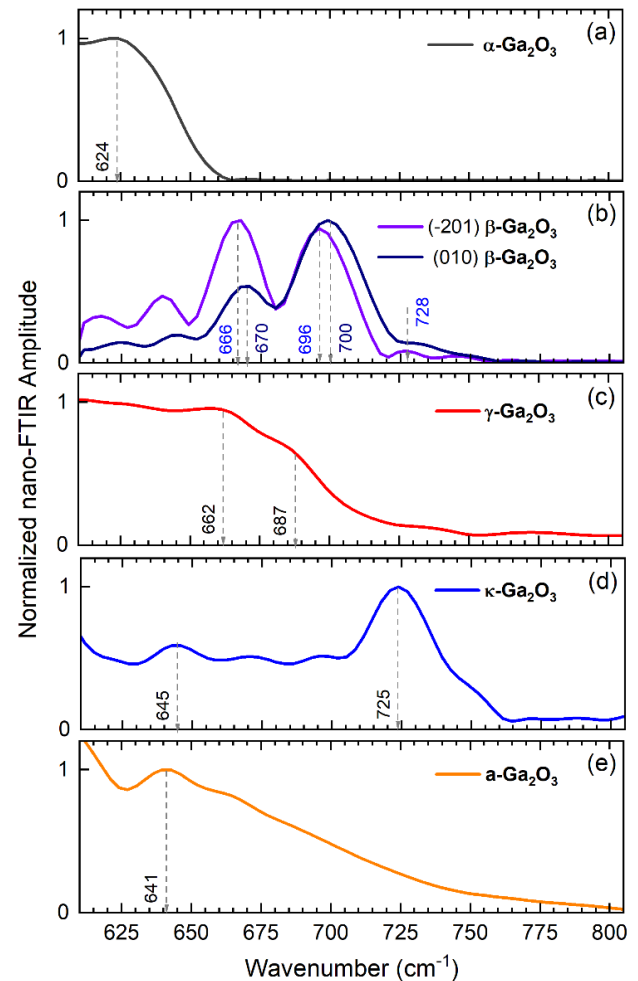 (a)
α-Ga₂O₃
1
624
0
(b)
(-201) β-Ga₂O₃
(010) β-Ga₂O₃
1
666
670
696
700
728
0
(c)
γ-Ga₂O₃
1
662
687
0
(d)
κ-Ga₂O₃
1
645
725
0
(e)
a-Ga₂O₃
1
641
0
625 650 675 700 725 750 775 800
Wavenumber (cm⁻¹)
Normalized nano-FTIR Amplitude